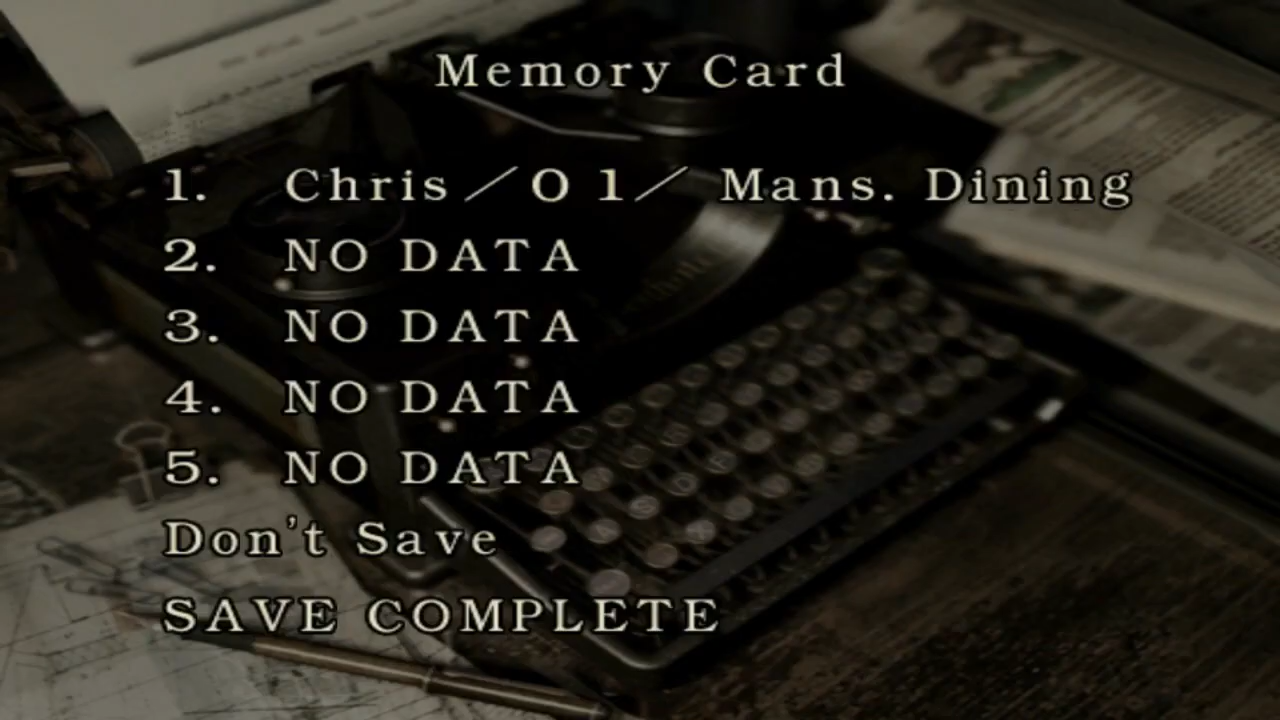 Memory Card
1. Chris／01／ Mans. Dining
2. NO DATA
3. NO DATA
4. NO DATA
5. NO DATA
Don't Save
SAVE COMPLETE